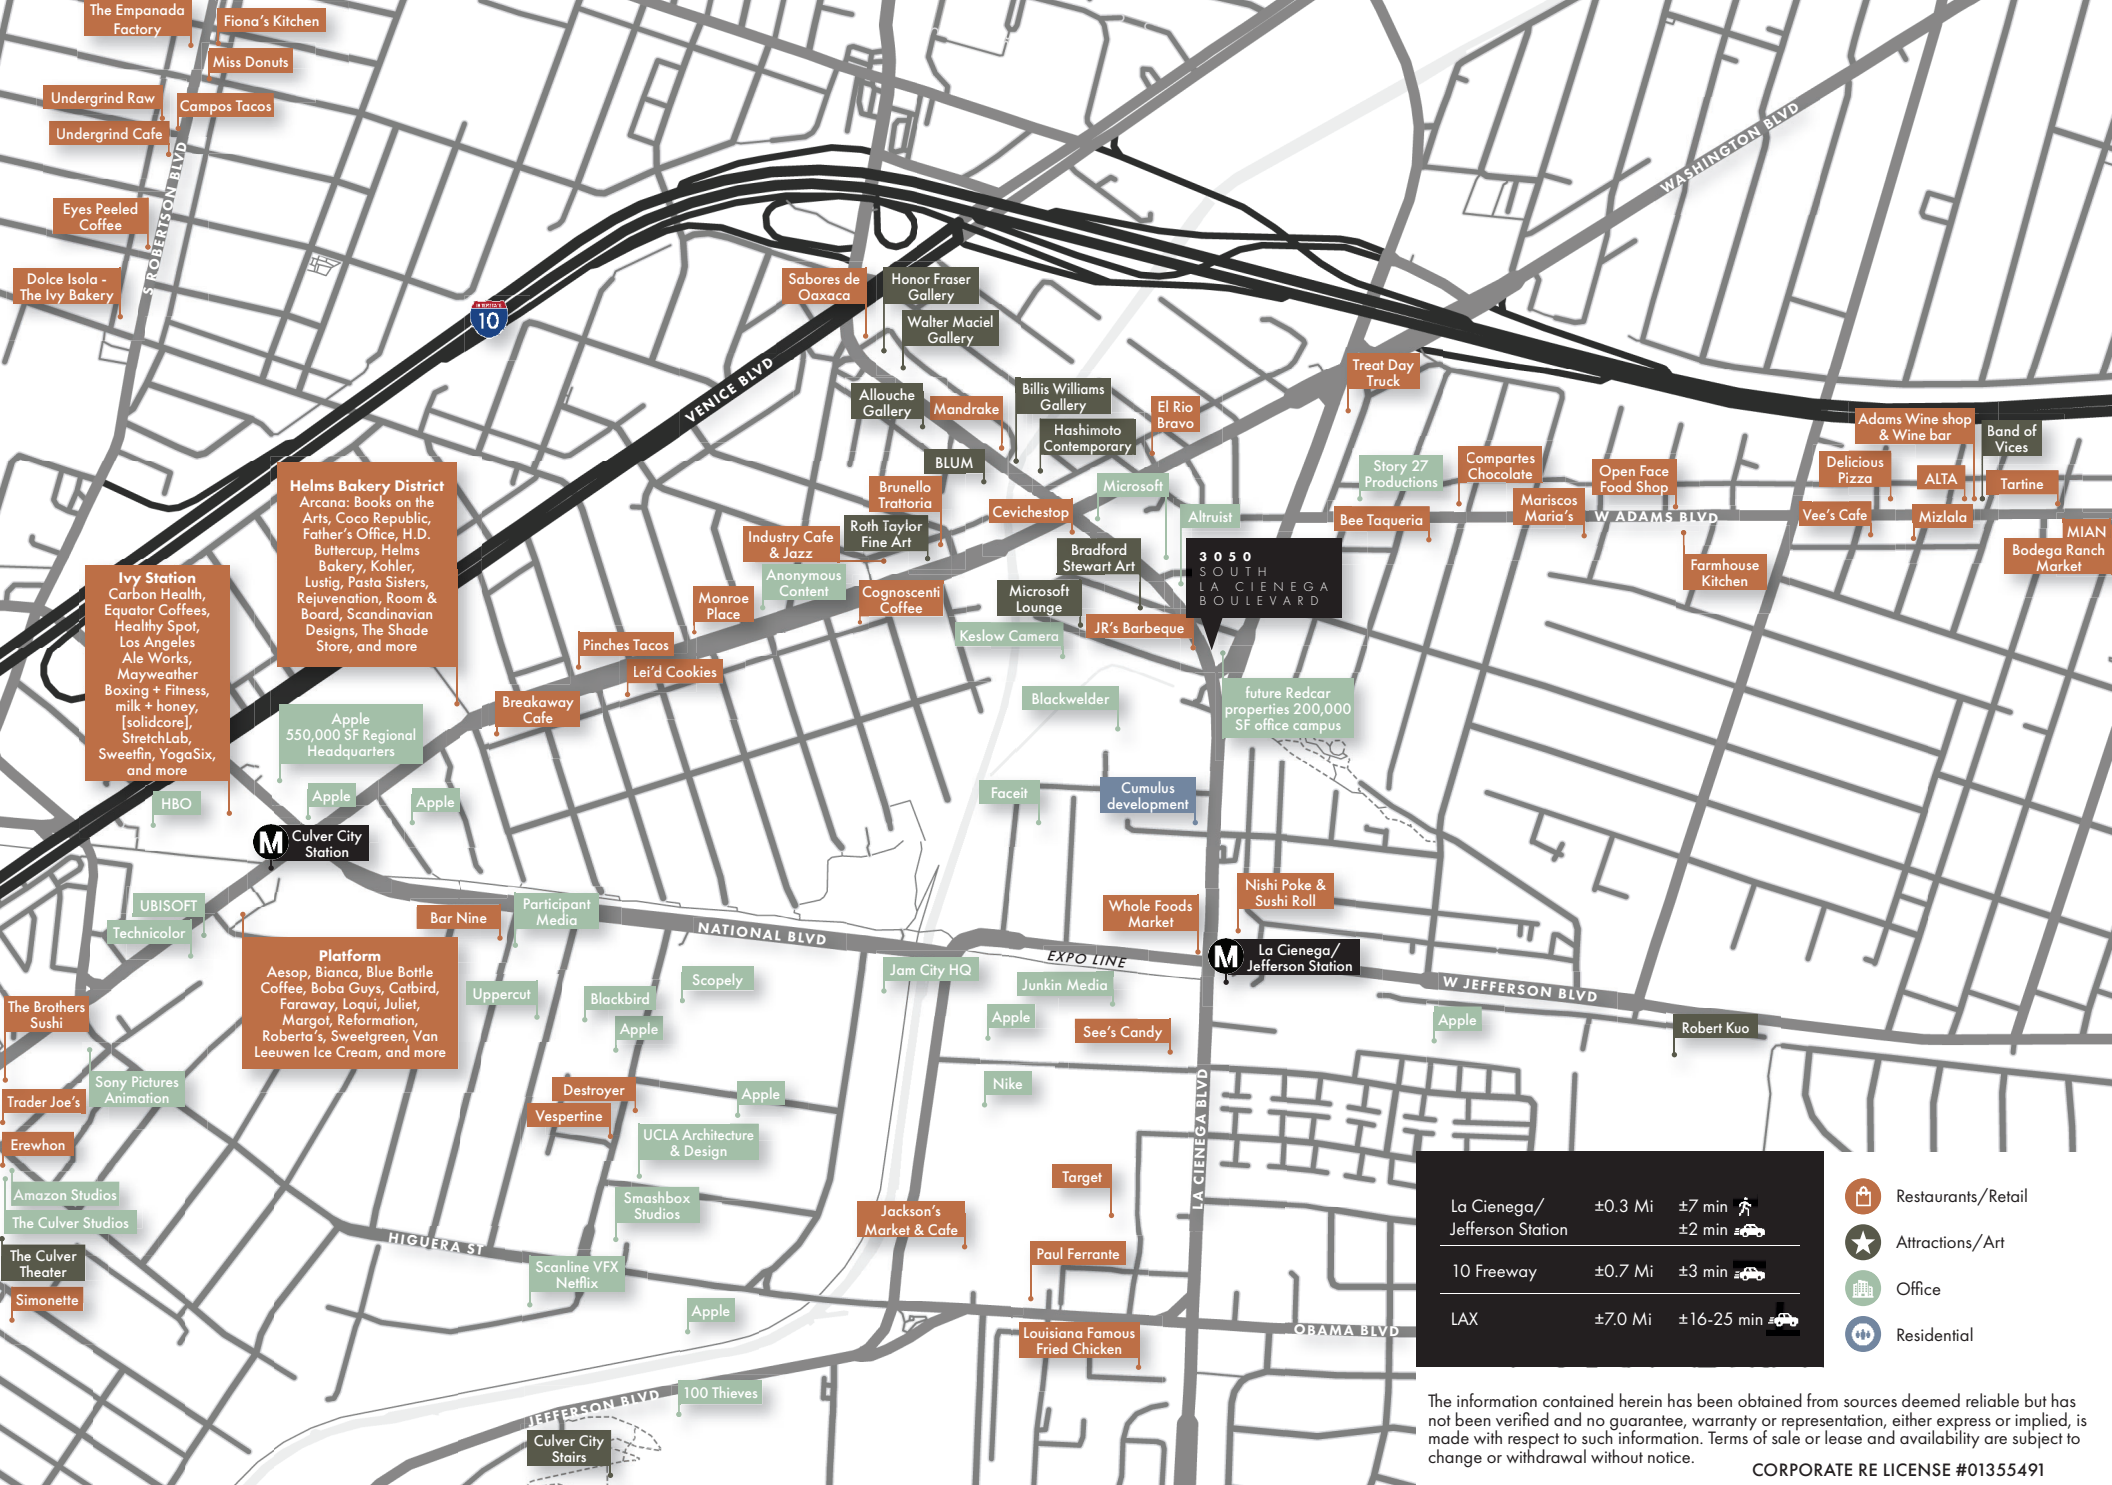 The Empanada
Factory
Fiona's Kitchen
Miss Donuts
Undergrind Raw
Campos Tacos
Undergrind Cafe
S ROBERTSON BLVD
Eyes Peeled
Coffee
Dolce Isola -
The Ivy Bakery
WASHINGTON BLVD
INTERSTATE
10
VENICE BLVD
Sabores de
Oaxaca
Honor Fraser
Gallery
Walter Maciel
Gallery
Allouche
Gallery
Mandrake
Billis Williams
Gallery
Hashimoto
Contemporary
El Rio
Bravo
Treat Day
Truck
BLUM
Microsoft
Brunello
Trattoria
Cevichestop
Altruist
Roth Taylor
Fine Art
Industry Cafe
& Jazz
Anonymous
Content
Bradford
Stewart Art
Cognoscenti
Coffee
Microsoft
Lounge
Monroe
Place
Keslow Camera
JR's Barbeque
3050
SOUTH
LA CIENEGA
BOULEVARD
Story 27
Productions
Compartes
Chocolate
Open Face
Food Shop
Mariscos
Maria's
Bee Taqueria
W ADAMS BLVD
Farmhouse
Kitchen
Adams Wine shop
& Wine bar
Band of
Vices
Delicious
Pizza
ALTA
Tartine
Vee's Cafe
Mizlala
MIAN
Bodega Ranch
Market
Helms Bakery District
Arcana: Books on the
Arts, Coco Republic,
Father's Office, H.D.
Buttercup, Helms
Bakery, Kohler,
Lustig, Pasta Sisters,
Rejuvenation, Room &
Board, Scandinavian
Designs, The Shade
Store, and more
Ivy Station
Carbon Health,
Equator Coffees,
Healthy Spot,
Los Angeles
Ale Works,
Mayweather
Boxing + Fitness,
milk + honey,
[solidcore],
StretchLab,
Sweetfin, YogaSix,
and more
Pinches Tacos
Lei'd Cookies
Breakaway
Cafe
Apple
550,000 SF Regional
Headquarters
HBO
Apple
Apple
M
Culver City
Station
Blackwelder
future Redcar
properties 200,000
SF office campus
Faceit
Cumulus
development
UBISOFT
Technicolor
Bar Nine
Participant
Media
NATIONAL BLVD
Whole Foods
Market
Nishi Poke &
Sushi Roll
EXPO LINE
M
La Cienega/
Jefferson Station
Platform
Aesop, Bianca, Blue Bottle
Coffee, Boba Guys, Catbird,
Faraway, Loqui, Juliet,
Margot, Reformation,
Roberta's, Sweetgreen, Van
Leeuwen Ice Cream, and more
Uppercut
Blackbird
Apple
Scopely
Jam City HQ
Junkin Media
Apple
See's Candy
W JEFFERSON BLVD
Apple
Robert Kuo
The Brothers
Sushi
Sony Pictures
Animation
Trader Joe's
Erewhon
Amazon Studios
The Culver Studios
The Culver
Theater
Simonette
Destroyer
Vespertine
Apple
UCLA Architecture
& Design
Smashbox
Studios
Nike
LA CIENEGA BLVD
Target
Jackson's
Market & Cafe
Paul Ferrante
HIGUERA ST
Scanline VFX
Netflix
Apple
Louisiana Famous
Fried Chicken
OBAMA BLVD
JEFFERSON BLVD
100 Thieves
Culver City
Stairs
La Cienega/ ±0.3 Mi ±7 min
Jefferson Station ±2 min
10 Freeway ±0.7 Mi ±3 min
LAX ±7.0 Mi ±16-25 min
Restaurants/Retail
Attractions/Art
Office
Residential
The information contained herein has been obtained from sources deemed reliable but has
not been verified and no guarantee, warranty or representation, either express or implied, is
made with respect to such information. Terms of sale or lease and availability are subject to
change or withdrawal without notice.
CORPORATE RE LICENSE #01355491